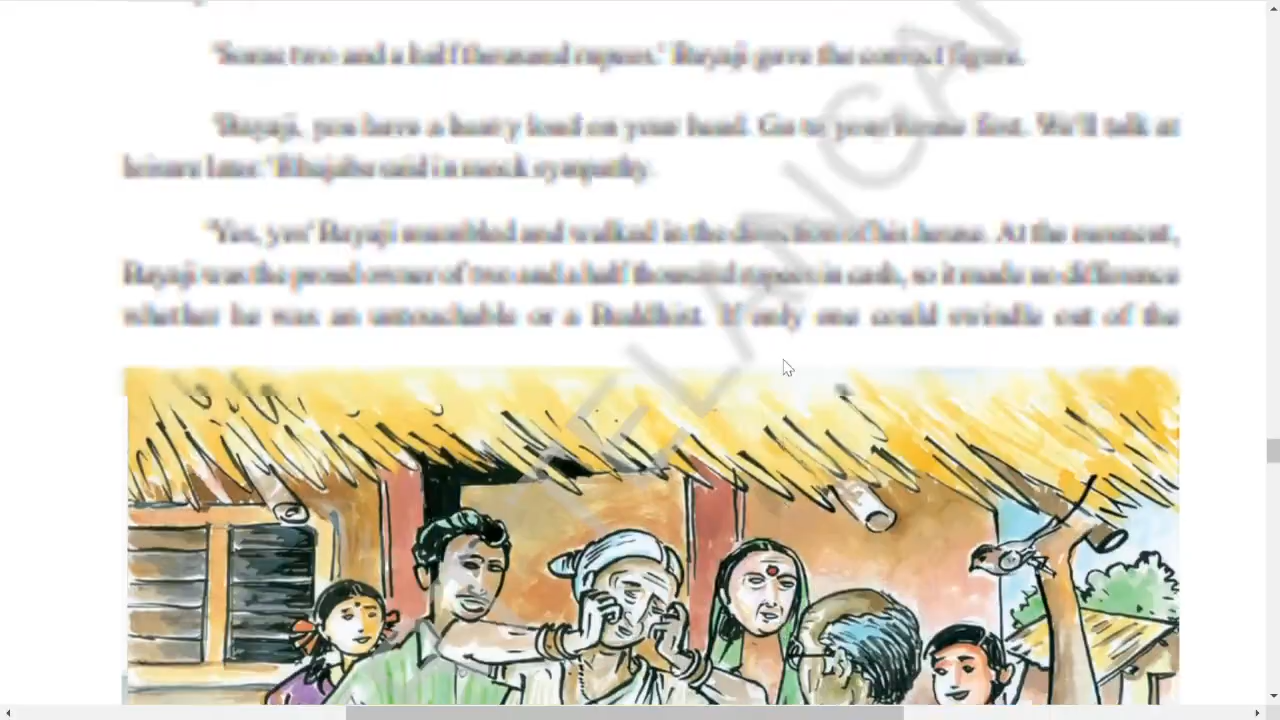 'Some two and a half thousand rupees.' Bayaji gave the correct figure.
'Bayaji, you have a heavy load on your head. Go to your house first. We'll talk at
leisure later.' Bhujaba said in mock sympathy.
'Yes, yes' Bayaji assembled and walked in the direction of his house. At the moment,
Bayaji was the proud owner of two and a half thousand rupees in cash, so it made no difference
whether he was an untouchable or a Buddhist. If only one could swindle out of the
TELANGAN